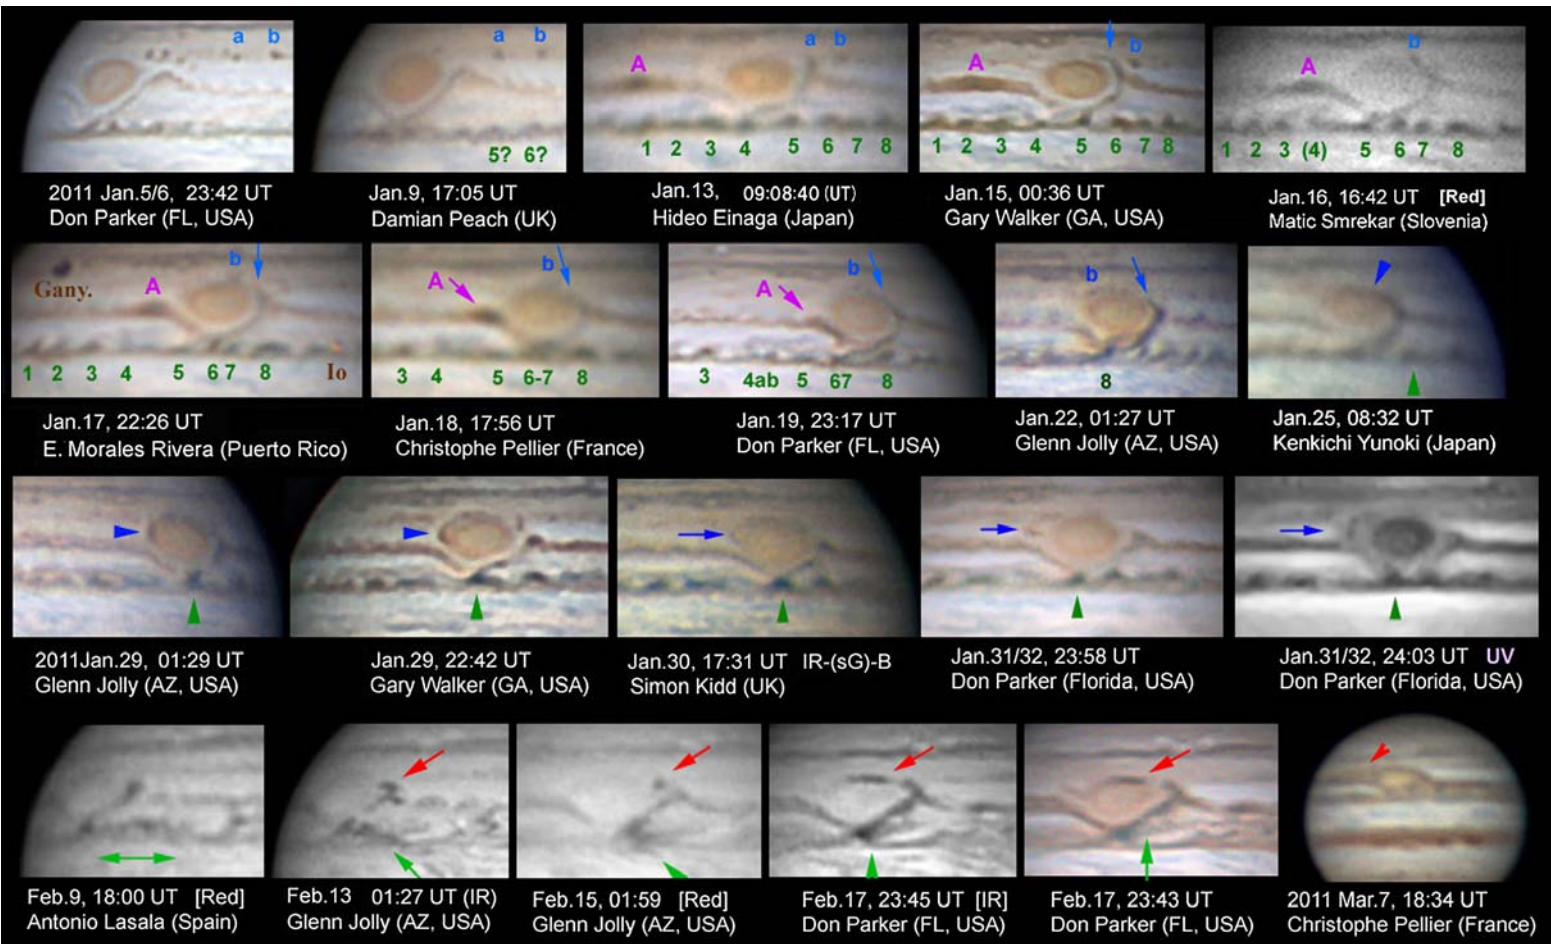 a b
a b
A a b
A b
A b
5? 6?
1 2 3 4 5 6 7 8
1 2 3 4 5 6 7 8
1 2 3 (4) 5 6 7 8
2011 Jan.5/6, 23:42 UT
Don Parker (FL, USA)
Jan.9, 17:05 UT
Damian Peach (UK)
Jan.13, 09:08:40 (UT)
Hideo Einaga (Japan)
Jan.15, 00:36 UT
Gary Walker (GA, USA)
Jan.16, 16:42 UT [Red]
Matic Smrekar (Slovenia)
Gany. A b
A b
A b
b
1 2 3 4 5 6 7 8 Io
3 4 5 6-7 8
3 4ab 5 67 8
8
Jan.17, 22:26 UT
E. Morales Rivera (Puerto Rico)
Jan.18, 17:56 UT
Christophe Pellier (France)
Jan.19, 23:17 UT
Don Parker (FL, USA)
Jan.22, 01:27 UT
Glenn Jolly (AZ, USA)
Jan.25, 08:32 UT
Kenkichi Yunoki (Japan)
2011Jan.29, 01:29 UT
Glenn Jolly (AZ, USA)
Jan.29, 22:42 UT
Gary Walker (GA, USA)
Jan.30, 17:31 UT IR-(sG)-B
Simon Kidd (UK)
Jan.31/32, 23:58 UT
Don Parker (Florida, USA)
Jan.31/32, 24:03 UT UV
Don Parker (Florida, USA)
Feb.9, 18:00 UT [Red]
Antonio Lasala (Spain)
Feb.13 01:27 UT (IR)
Glenn Jolly (AZ, USA)
Feb.15, 01:59 [Red]
Glenn Jolly (AZ, USA)
Feb.17, 23:45 UT [IR]
Don Parker (FL, USA)
Feb.17, 23:43 UT
Don Parker (FL, USA)
2011 Mar.7, 18:34 UT
Christophe Pellier (France)